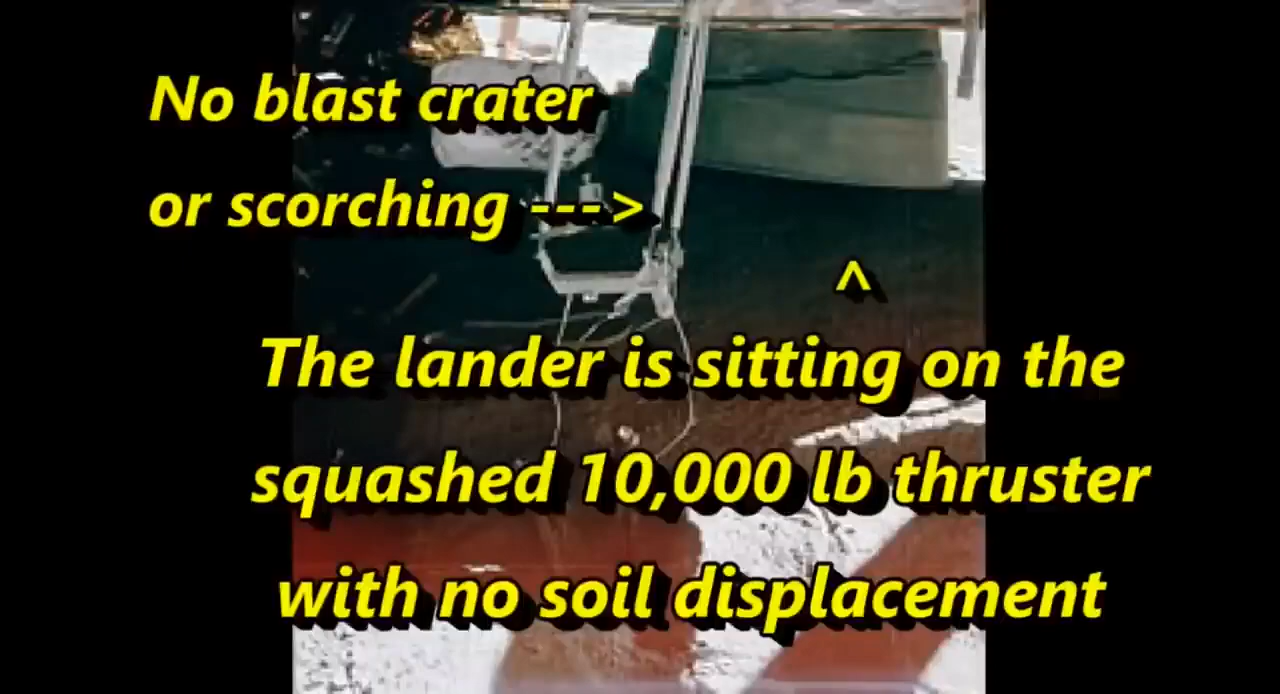 No blast crater
or scorching --->
^
The lander is sitting on the
squashed 10,000 lb thruster
with no soil displacement